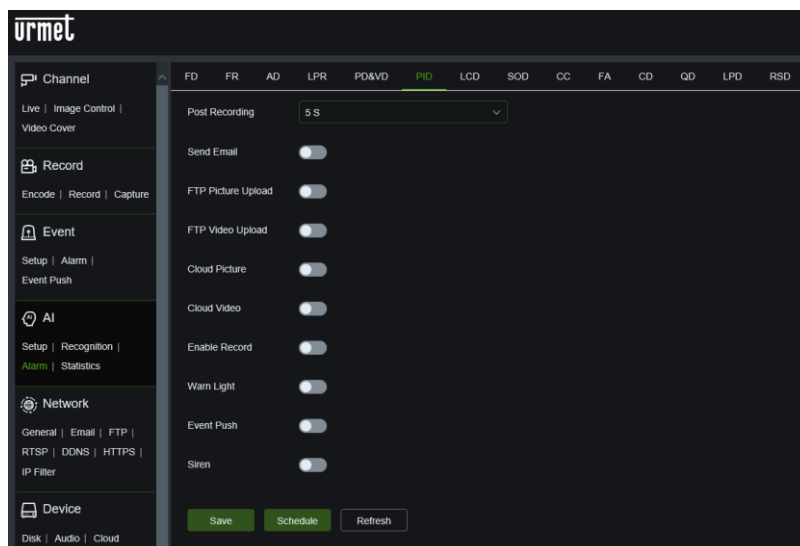 urmet
Channel
Live | Image Control |
Video Cover
Record
Encode | Record | Capture
Event
Setup | Alarm |
Event Push
AI
Setup | Recognition |
Alarm | Statistics
Network
General | Email | FTP |
RTSP | DDNS | HTTPS |
IP Filter
Device
Disk | Audio | Cloud
FD FR AD LPR PD&VD PID LCD SOD CC FA CD QD LPD RSD
Post Recording 5 S
Send Email
FTP Picture Upload
FTP Video Upload
Cloud Picture
Cloud Video
Enable Record
Warn Light
Event Push
Siren
Save Schedule Refresh